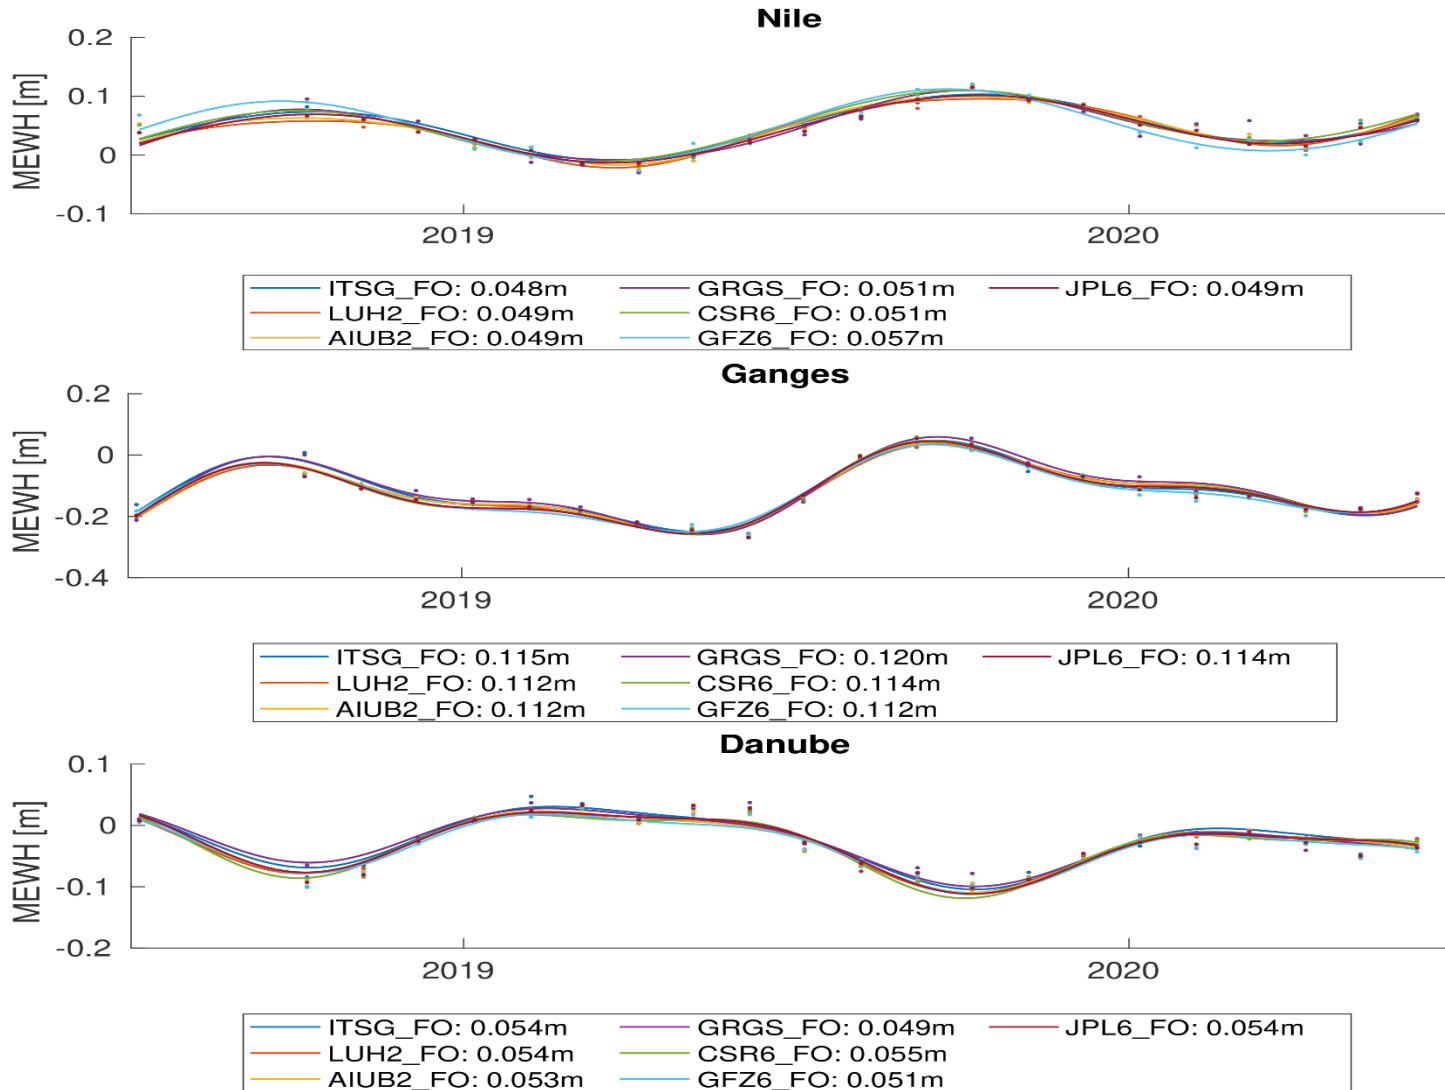 Nile
0.2
0.1
0
-0.1
MEWH [m]
2019 2020
ITSG_FO: 0.048m GRGS_FO: 0.051m JPL6_FO: 0.049m
LUH2_FO: 0.049m CSR6_FO: 0.051m
AIUB2_FO: 0.049m GFZ6_FO: 0.057m
Ganges
0.2
0
-0.2
-0.4
MEWH [m]
2019 2020
ITSG_FO: 0.115m GRGS_FO: 0.120m JPL6_FO: 0.114m
LUH2_FO: 0.112m CSR6_FO: 0.114m
AIUB2_FO: 0.112m GFZ6_FO: 0.112m
Danube
0.1
0
-0.1
-0.2
MEWH [m]
2019 2020
ITSG_FO: 0.054m GRGS_FO: 0.049m JPL6_FO: 0.054m
LUH2_FO: 0.054m CSR6_FO: 0.055m
AIUB2_FO: 0.053m GFZ6_FO: 0.051m